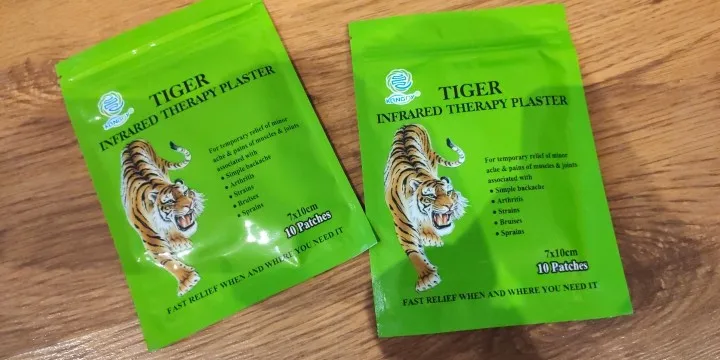 TIGER
INFRARED THERAPY PLASTER
For temporary relief of minor
ache & pains of muscles & joints
associated with
• Simple backache
• Arthritis
• Strains
• Bruises
• Sprains
7x10cm
10 Patches
FAST RELIEF WHEN AND WHERE YOU NEED IT
TIGER
INFRARED THERAPY PLASTER
For temporary relief of minor
ache & pains of muscles & joints
associated with
• Simple backache
• Arthritis
• Strains
• Bruises
• Sprains
7x10cm
10 Patches
FAST RELIEF WHEN AND WHERE YOU NEED IT